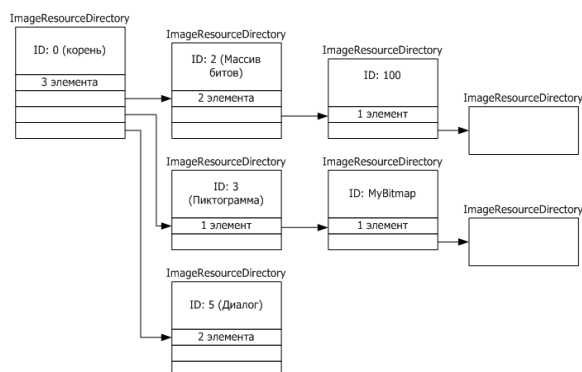 ImageResourceDirectory
ID: 0 (корень)
3 элемента
ImageResourceDirectory
ID: 2 (Массив
битов)
2 элемента
ImageResourceDirectory
ID: 100
1 элемент
ImageResourceDirectory
ImageResourceDirectory
ID: 3
(Пиктограмма)
1 элемент
ImageResourceDirectory
ID: MyBitmap
1 элемент
ImageResourceDirectory
ImageResourceDirectory
ID: 5 (Диалог)
2 элемента